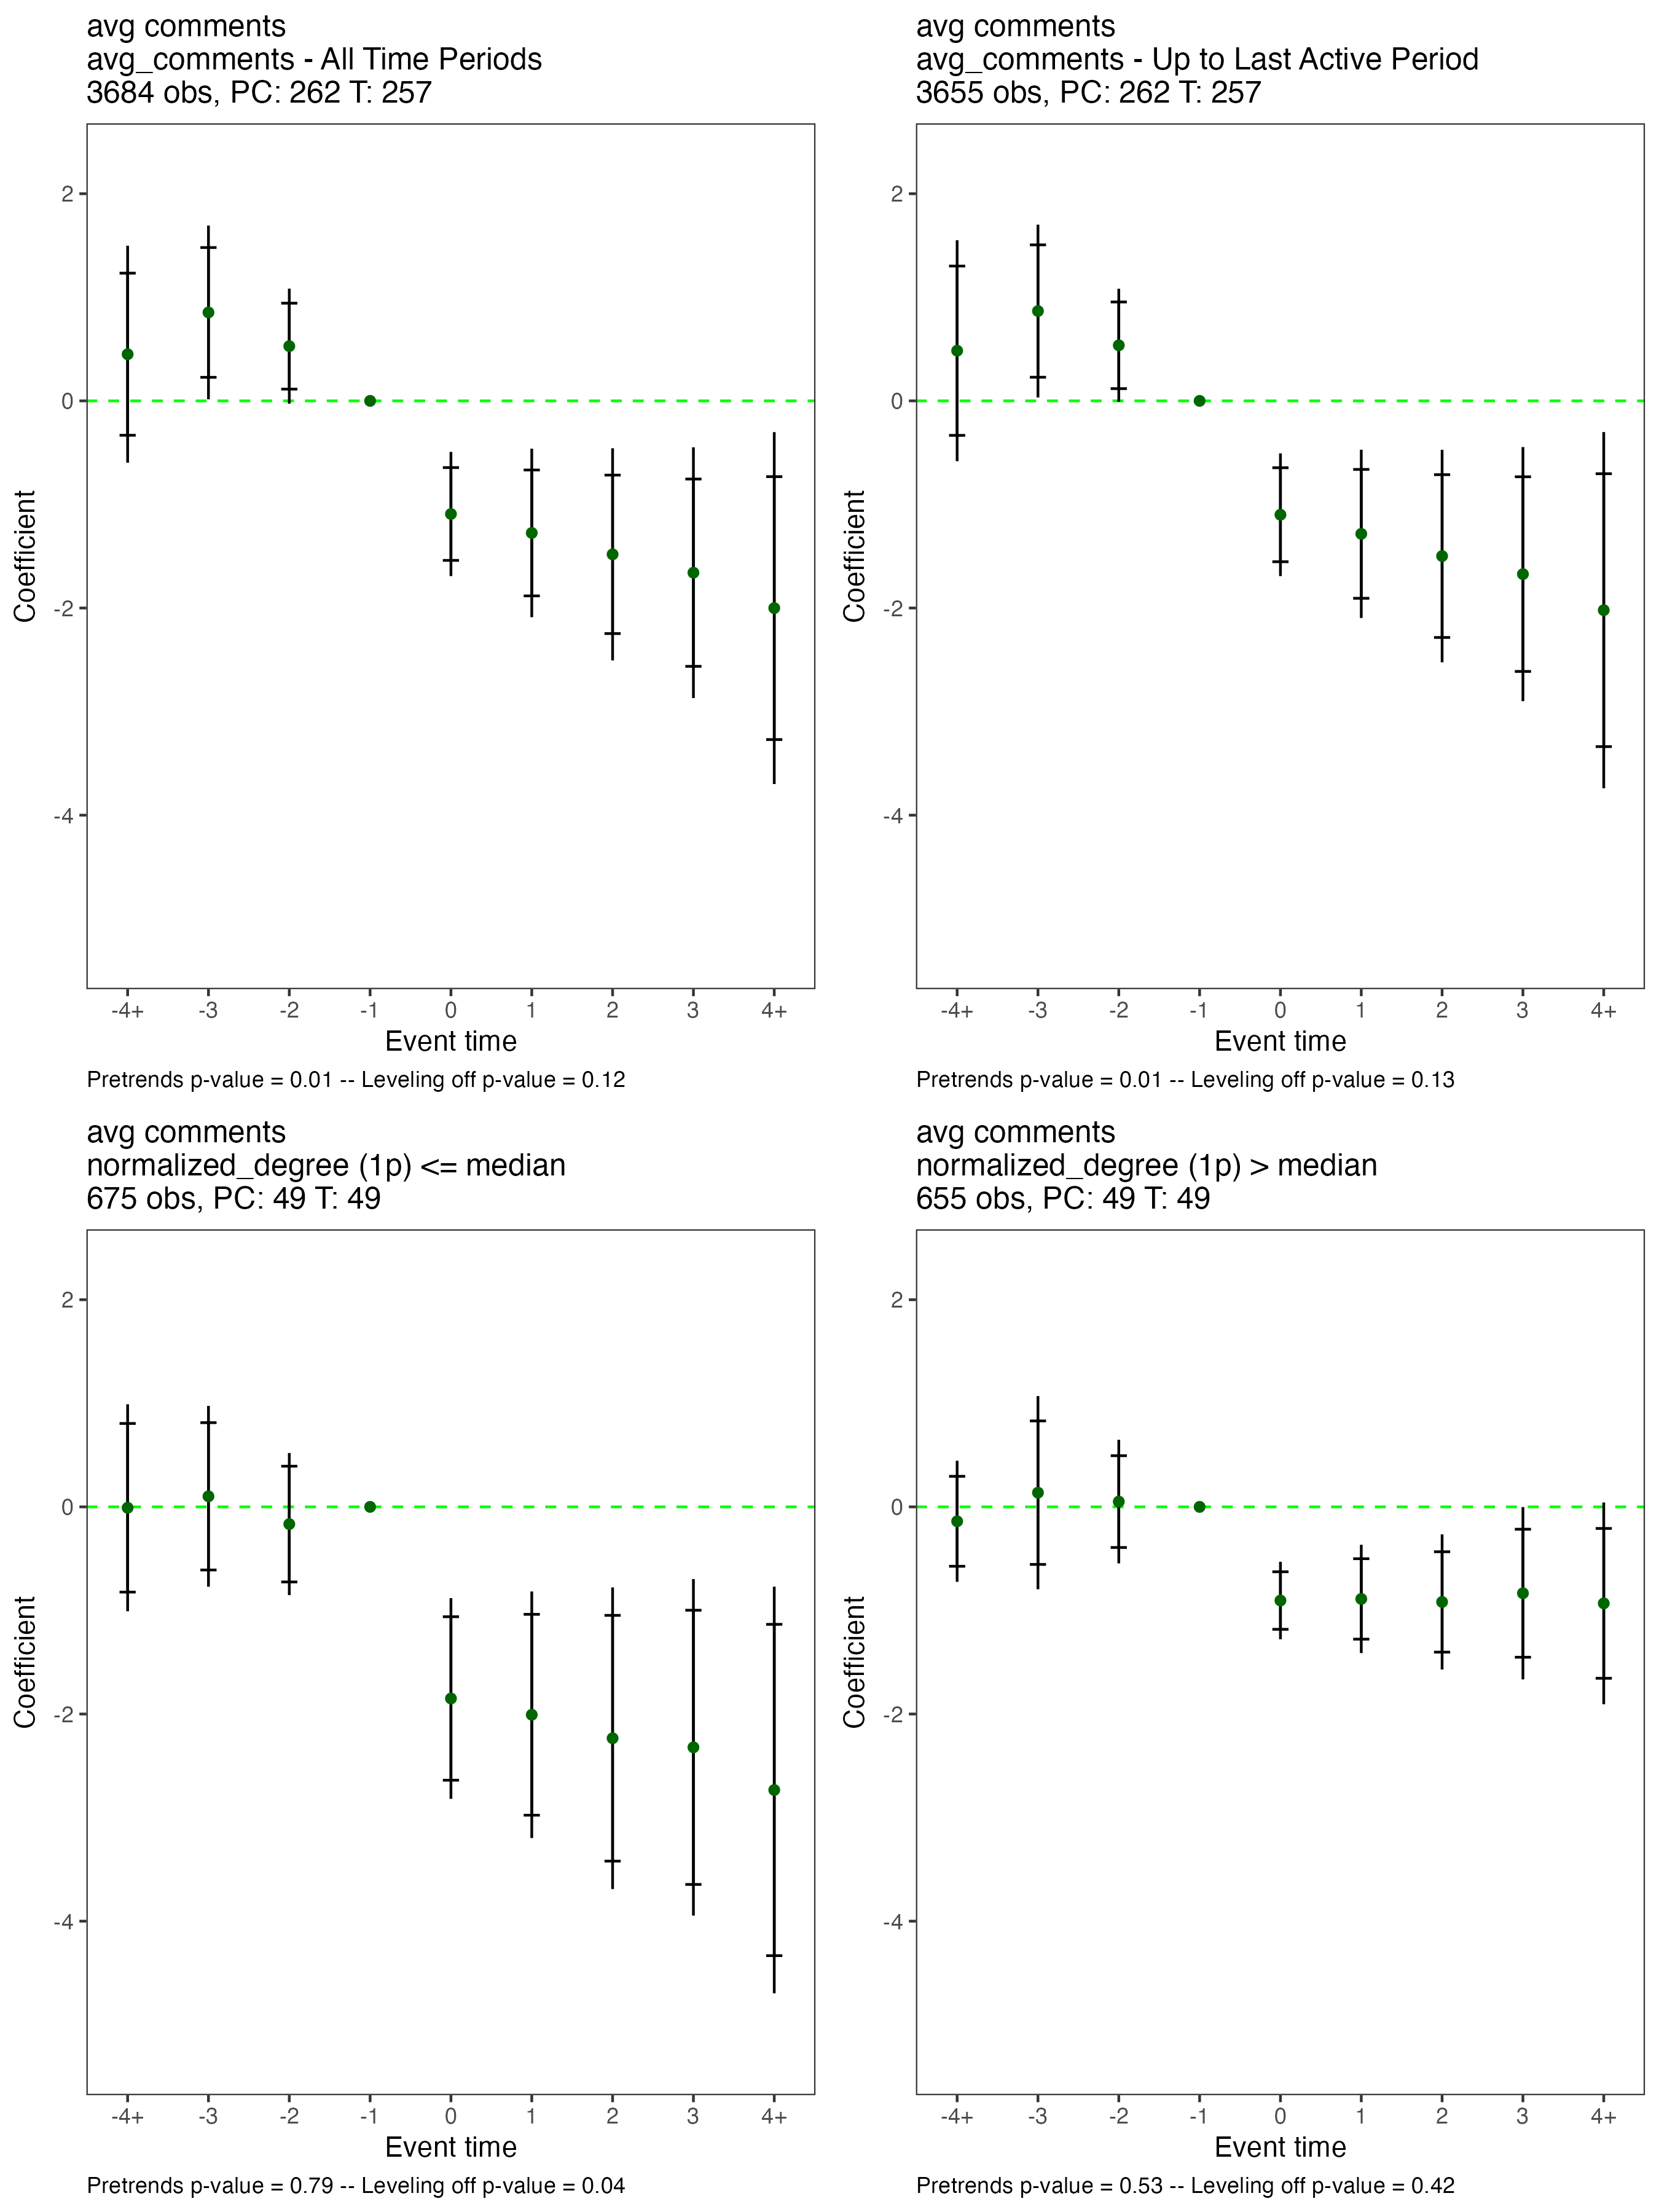 avg comments
avg_comments - All Time Periods
3684 obs, PC: 262 T: 257
2
0
-2
-4
Coefficient
-4+ -3 -2 -1 0 1 2 3 4+
Event time
Pretrends p-value = 0.01 -- Leveling off p-value = 0.12
avg comments
avg_comments - Up to Last Active Period
3655 obs, PC: 262 T: 257
2
0
-2
-4
Coefficient
-4+ -3 -2 -1 0 1 2 3 4+
Event time
Pretrends p-value = 0.01 -- Leveling off p-value = 0.13
avg comments
normalized_degree (1p) <= median
675 obs, PC: 49 T: 49
2
0
-2
-4
Coefficient
-4+ -3 -2 -1 0 1 2 3 4+
Event time
Pretrends p-value = 0.79 -- Leveling off p-value = 0.04
avg comments
normalized_degree (1p) > median
655 obs, PC: 49 T: 49
2
0
-2
-4
Coefficient
-4+ -3 -2 -1 0 1 2 3 4+
Event time
Pretrends p-value = 0.53 -- Leveling off p-value = 0.42